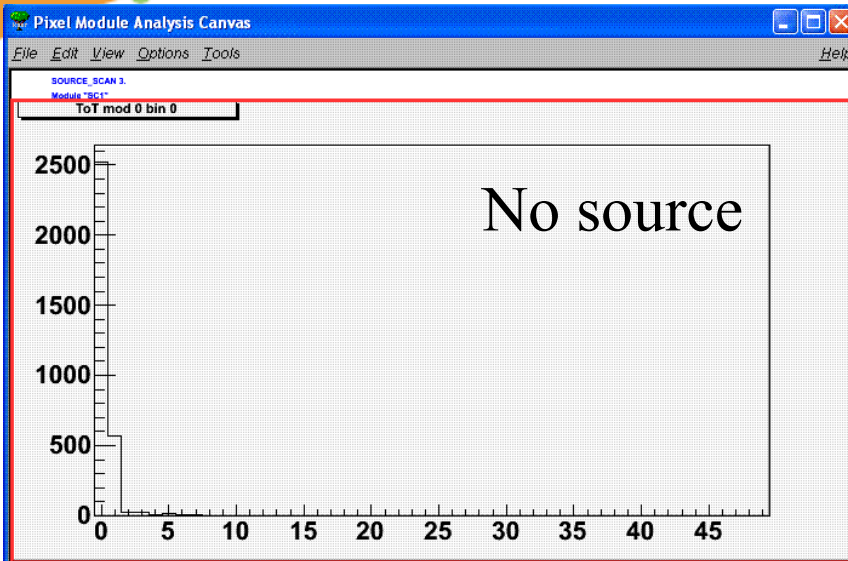 Pixel Module Analysis Canvas
File Edit View Options Tools Help
SOURCE_SCAN 3.
Module "SC1"
ToT mod 0 bin 0
No source
2500
2000
1500
1000
500
0
0 5 10 15 20 25 30 35 40 45